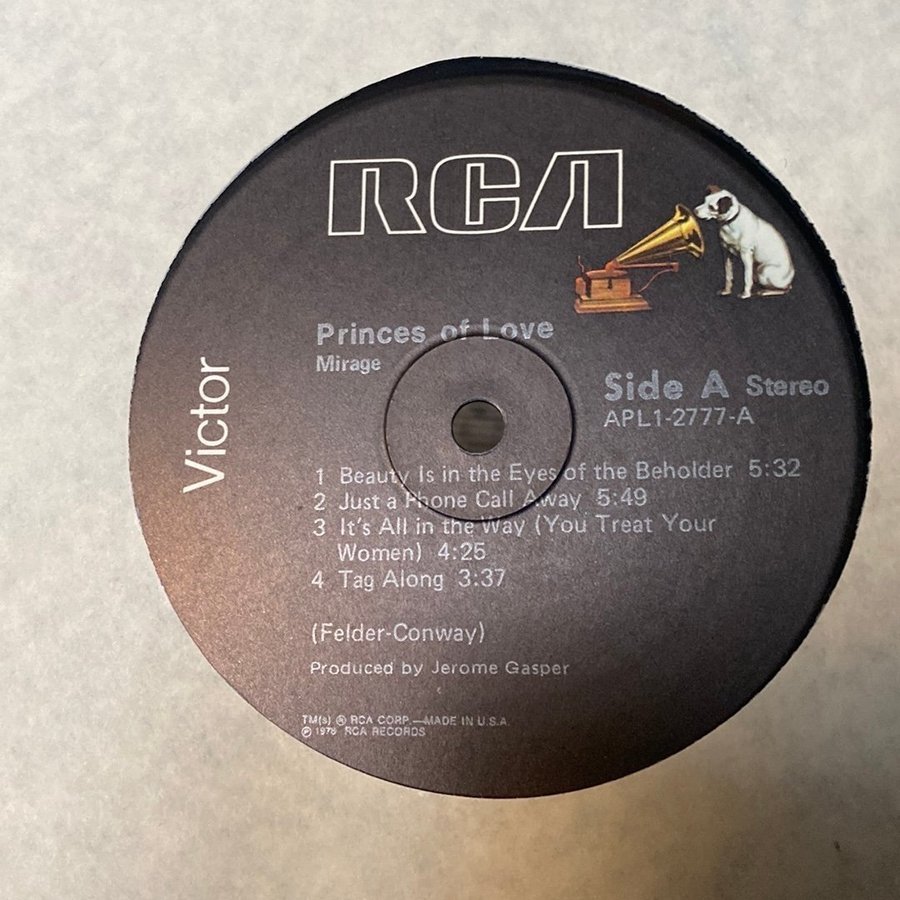 RCA
Victor
Princes of Love
Mirage
Side A Stereo
APL1-2777-A
1 Beauty Is in the Eyes of the Beholder 5:32
2 Just a Phone Call Away 5:49
3 It's All in the Way (You Treat Your
Women) 4:25
4 Tag Along 3:37
(Felder-Conway)
Produced by Jerome Gasper
TM(s) ® RCA CORP.—MADE IN U.S.A.
℗ 1978 RCA RECORDS